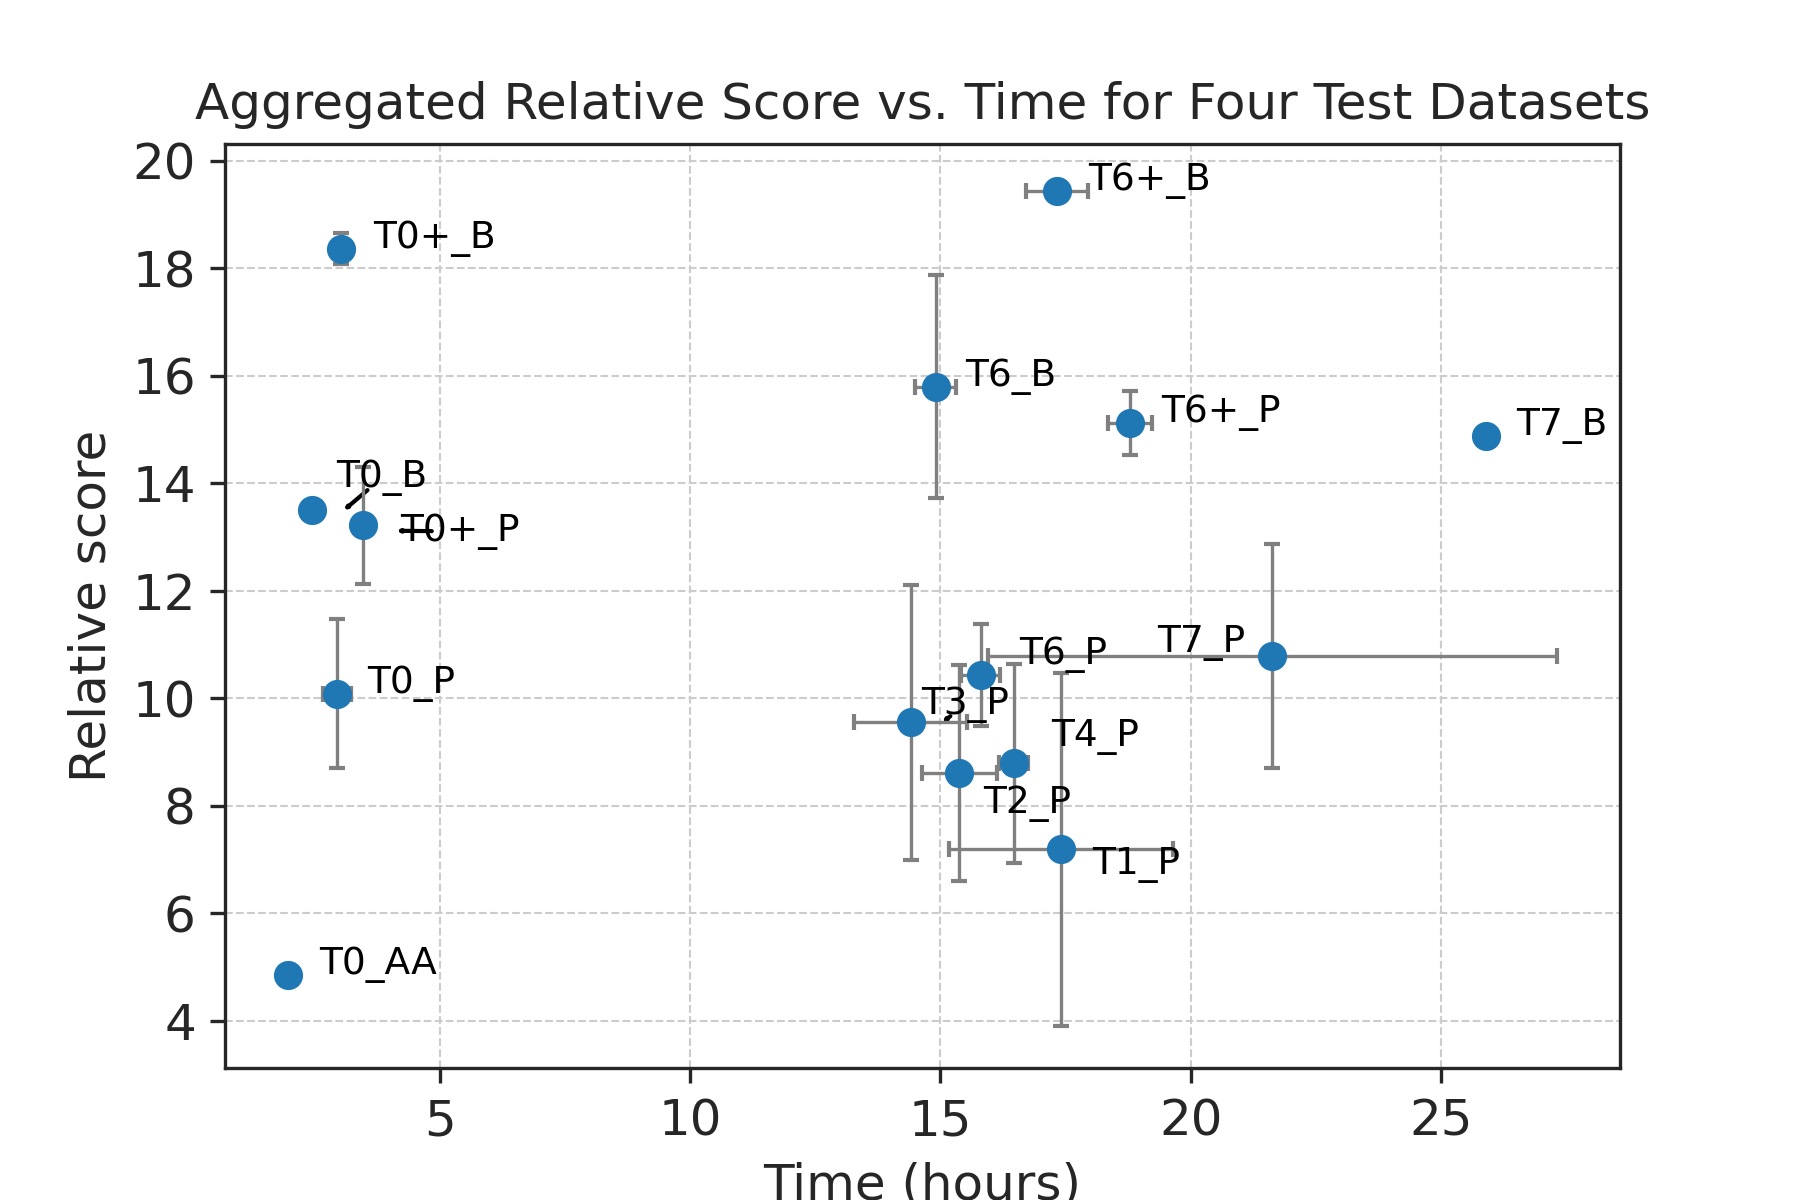 Aggregated Relative Score vs. Time for Four Test Datasets
20
18
16
14
12
10
8
6
4
Relative score
T6+_B
T0+_B
T6_B
T6+_P
T7_B
T0_B
T0+_P
T7_P
T6_P
T0_P
T3_P
T4_P
T2_P
T1_P
T0_AA
5 10 15 20 25
Time (hours)